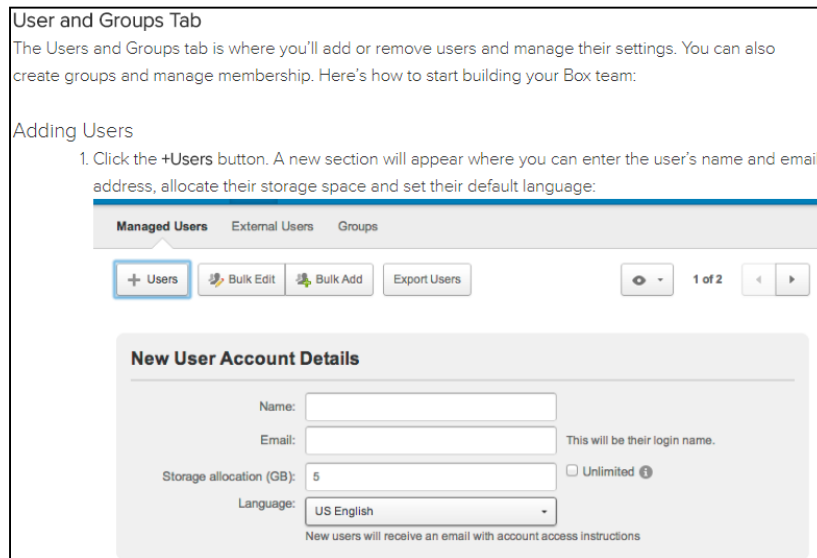 User and Groups Tab
The Users and Groups tab is where you'll add or remove users and manage their settings. You can also
create groups and manage membership. Here's how to start building your Box team:
Adding Users
1. Click the +Users button. A new section will appear where you can enter the user's name and email
address, allocate their storage space and set their default language:
Managed Users External Users Groups
+ Users Bulk Edit Bulk Add Export Users 1 of 2
New User Account Details
Name:
Email: This will be their login name.
Storage allocation (GB): 5 Unlimited
Language: US English
New users will receive an email with account access instructions